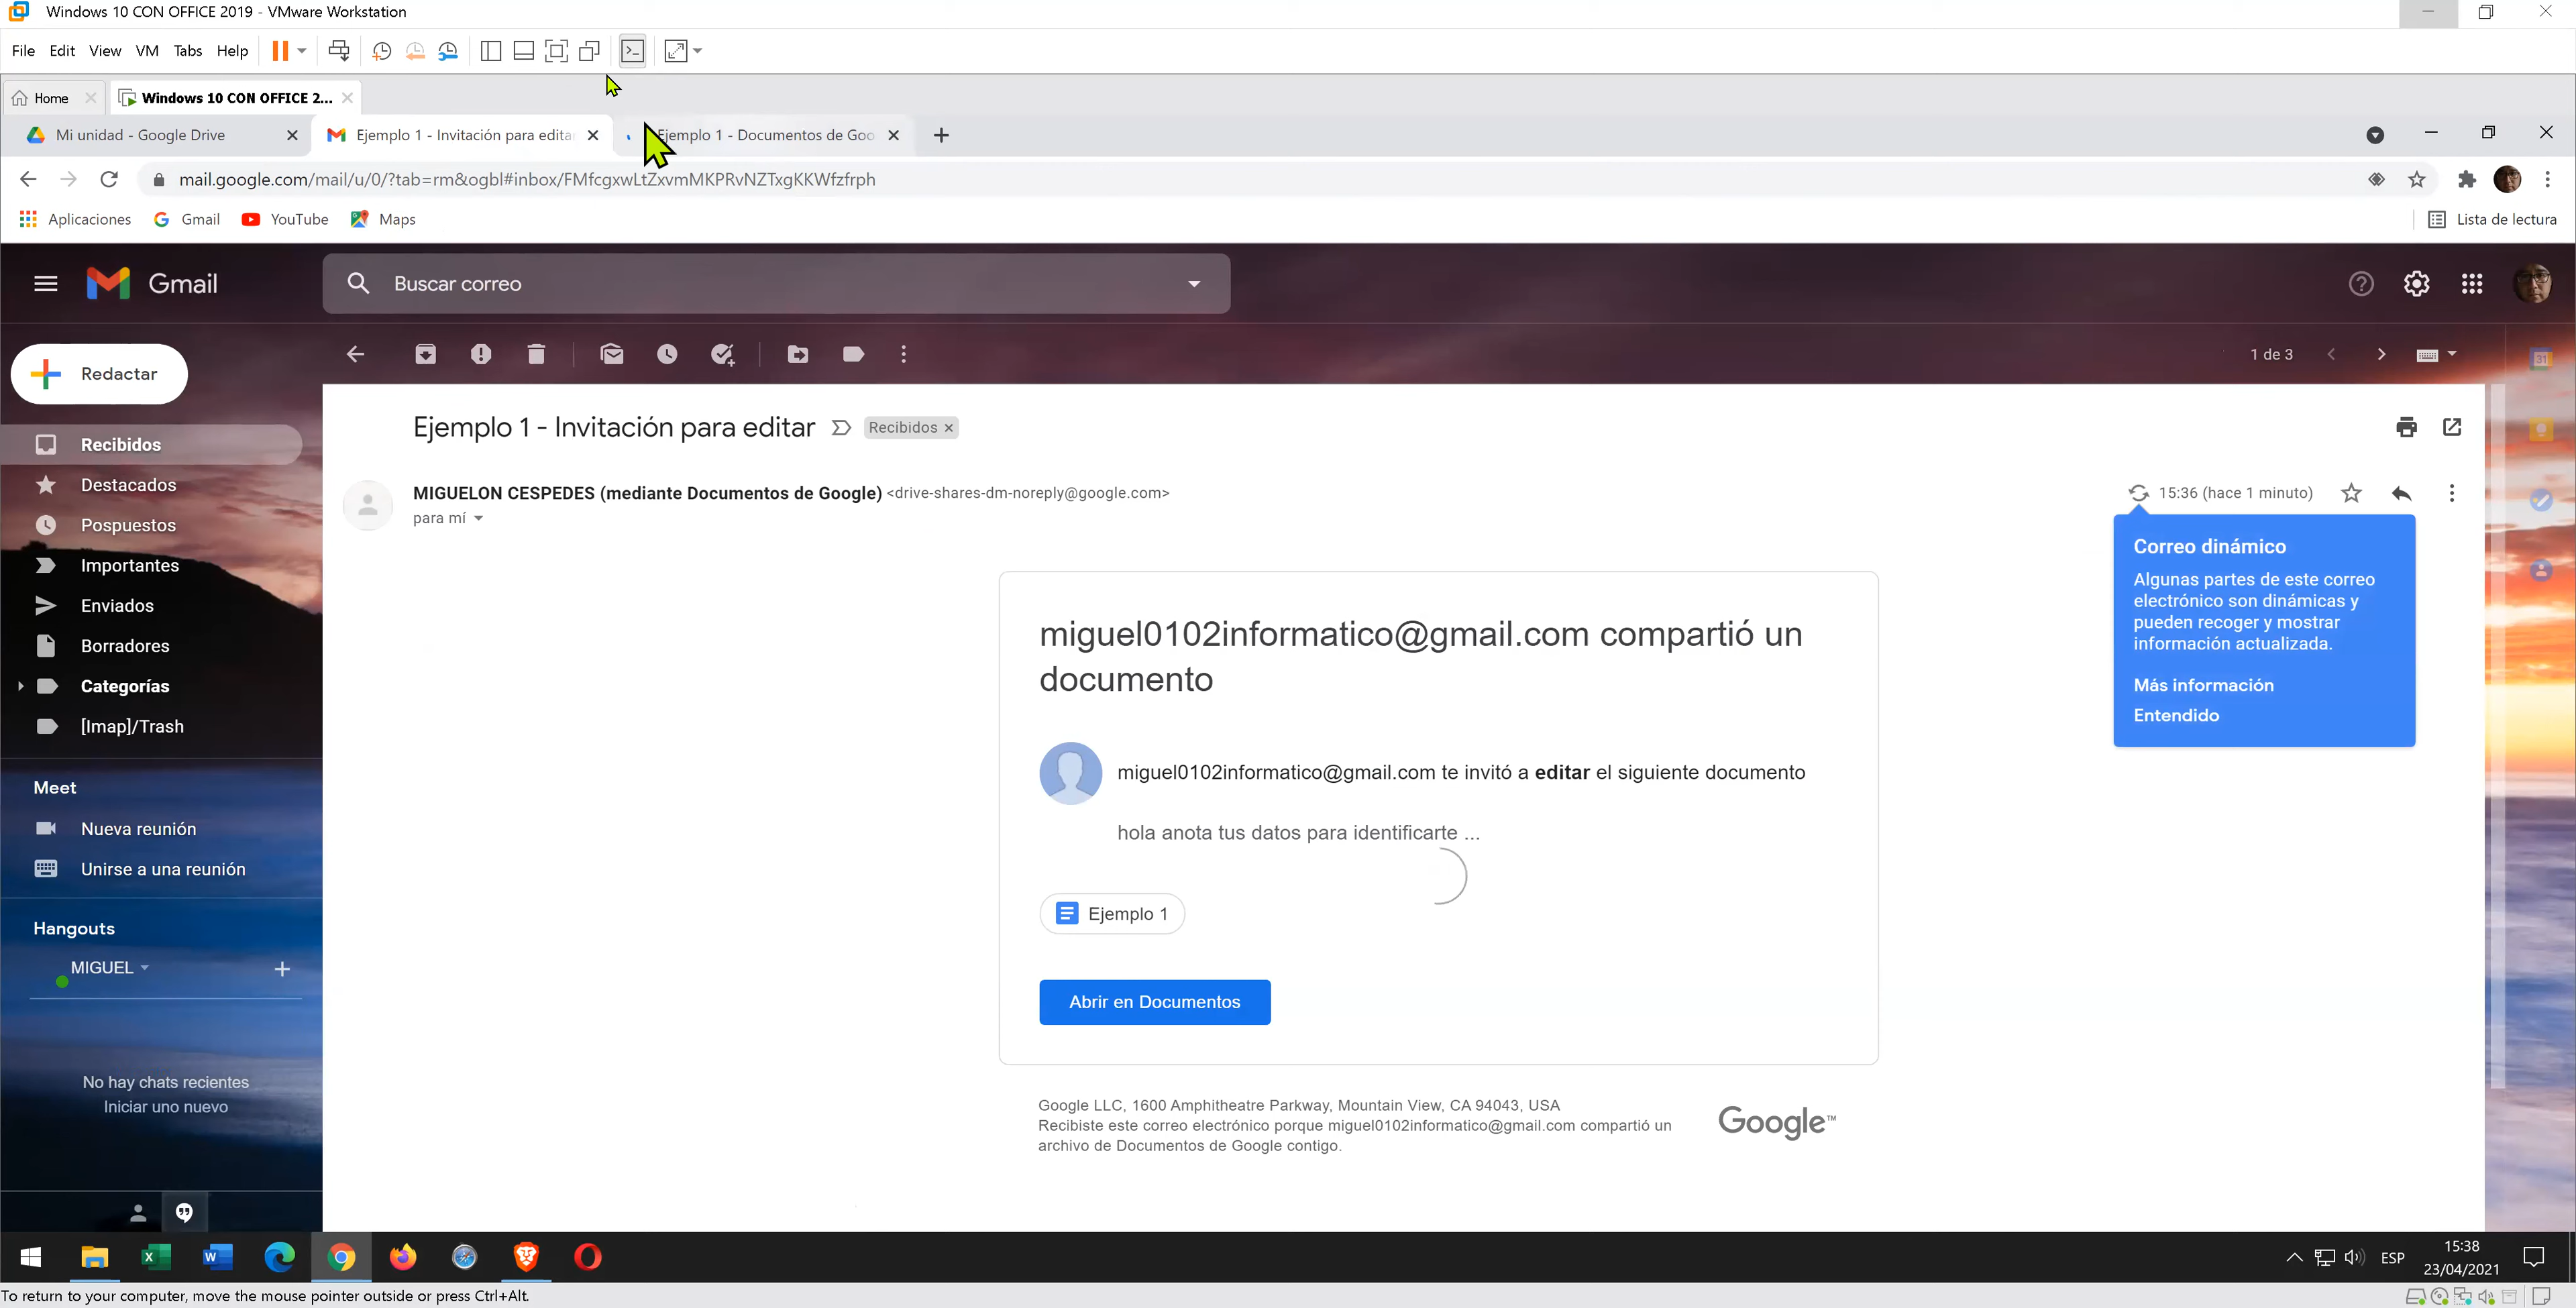 Windows 10 CON OFFICE 2019 - VMware Workstation
File Edit View VM Tabs Help
Home Windows 10 CON OFFICE 2...
Mi unidad - Google Drive Ejemplo 1 - Invitación para editar Ejemplo 1 - Documentos de Goo
mail.google.com/mail/u/0/?tab=rm&ogbl#inbox/FMfcgxwLtZxvmMKPRvNZTxgKKWfzfrph
Aplicaciones Gmail YouTube Maps Lista de lectura
Gmail
Buscar correo
Redactar
1 de 3
Recibidos
Destacados
Pospuestos
Importantes
Enviados
Borradores
Categorías
[Imap]/Trash
Meet
Nueva reunión
Unirse a una reunión
Hangouts
MIGUEL
No hay chats recientes
Iniciar uno nuevo
Ejemplo 1 - Invitación para editar Recibidos
MIGUELON CESPEDES (mediante Documentos de Google) <drive-shares-dm-noreply@google.com>
para mí
15:36 (hace 1 minuto)
Correo dinámico
Algunas partes de este correo
electrónico son dinámicas y
pueden recoger y mostrar
información actualizada.
Más información
Entendido
miguel0102informatico@gmail.com compartió un
documento
miguel0102informatico@gmail.com te invitó a editar el siguiente documento
hola anota tus datos para identificarte ...
Ejemplo 1
Abrir en Documentos
Google LLC, 1600 Amphitheatre Parkway, Mountain View, CA 94043, USA
Recibiste este correo electrónico porque miguel0102informatico@gmail.com compartió un
archivo de Documentos de Google contigo.
Google™
31
ESP
15:38
23/04/2021
To return to your computer, move the mouse pointer outside or press Ctrl+Alt.